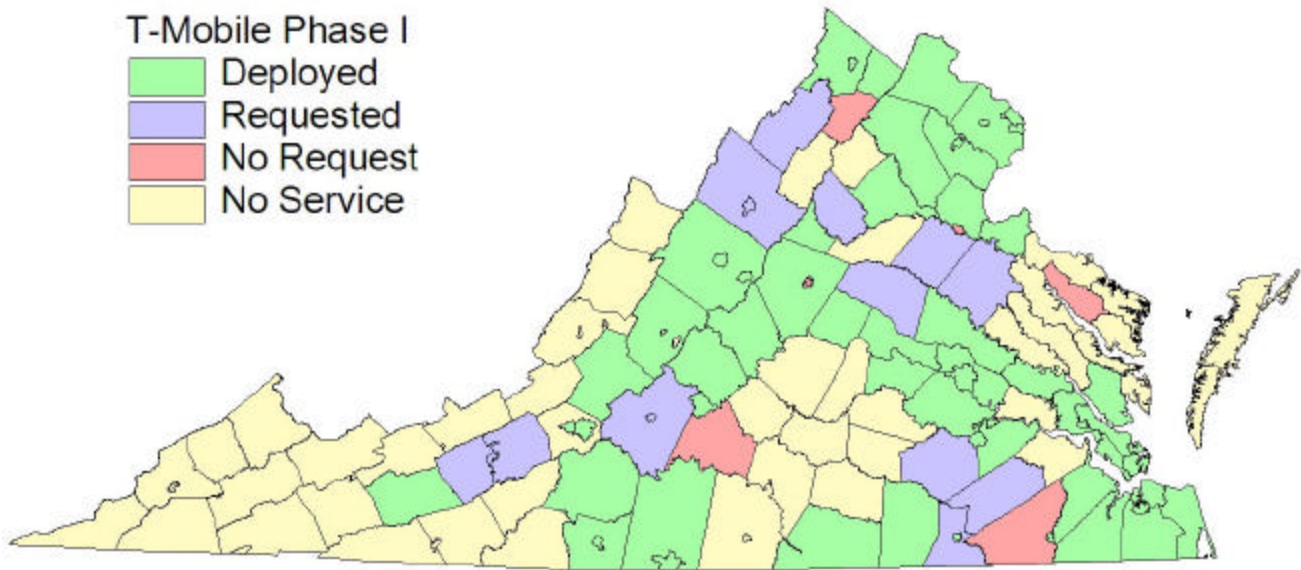 T-Mobile Phase I
Deployed
Requested
No Request
No Service